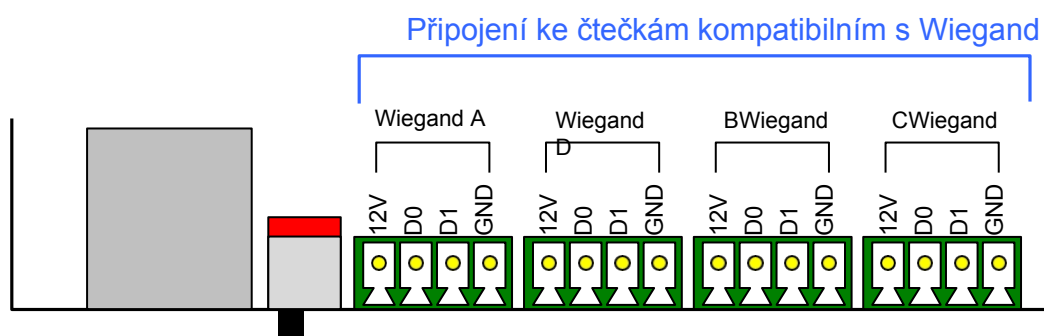 Připojení ke čtečkám kompatibilním s Wiegand
Wiegand A
Wiegand
D
BWiegand
CWiegand
12V D0 D1 GND
12V D0 D1 GND
12V D0 D1 GND
12V D0 D1 GND